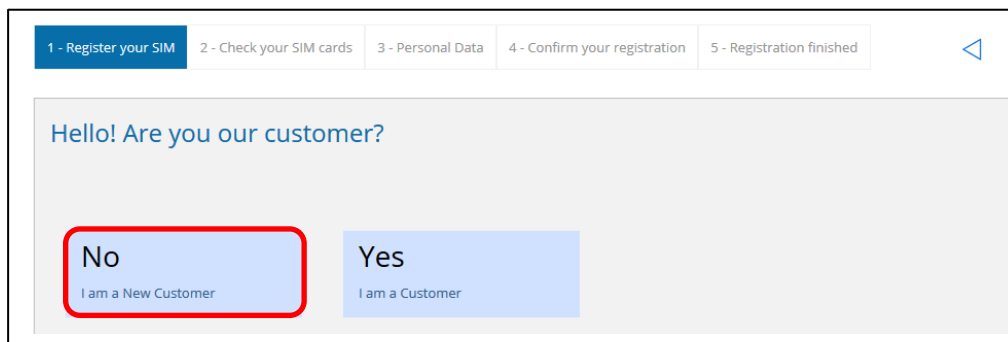 1 - Register your SIM 2 - Check your SIM cards 3 - Personal Data 4 - Confirm your registration 5 - Registration finished
Hello! Are you our customer?
No
I am a New Customer
Yes
I am a Customer